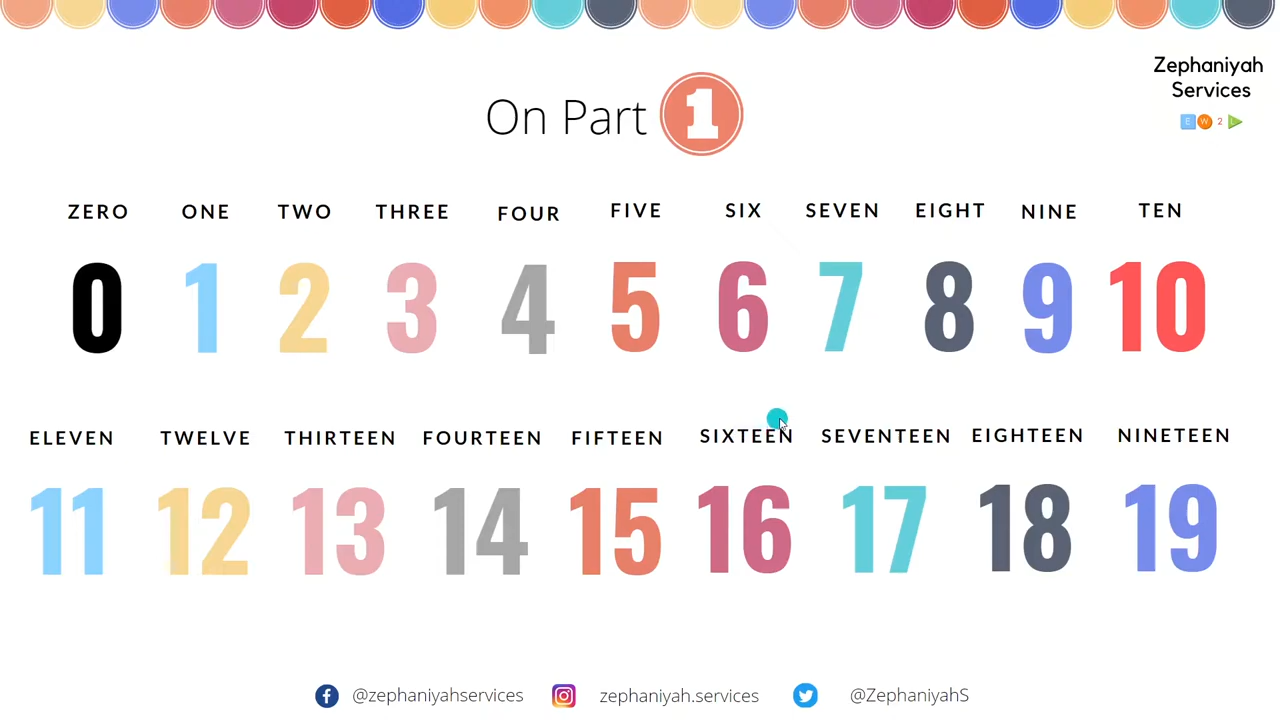 Zephaniyah
Services
E W 2 L
On Part 1
ZERO ONE TWO THREE FOUR FIVE SIX SEVEN EIGHT NINE TEN
0 1 2 3 4 5 6 7 8 9 10
ELEVEN TWELVE THIRTEEN FOURTEEN FIFTEEN SIXTEEN SEVENTEEN EIGHTEEN NINETEEN
11 12 13 14 15 16 17 18 19
@zephaniyahservices zephaniyah.services @ZephaniyahS